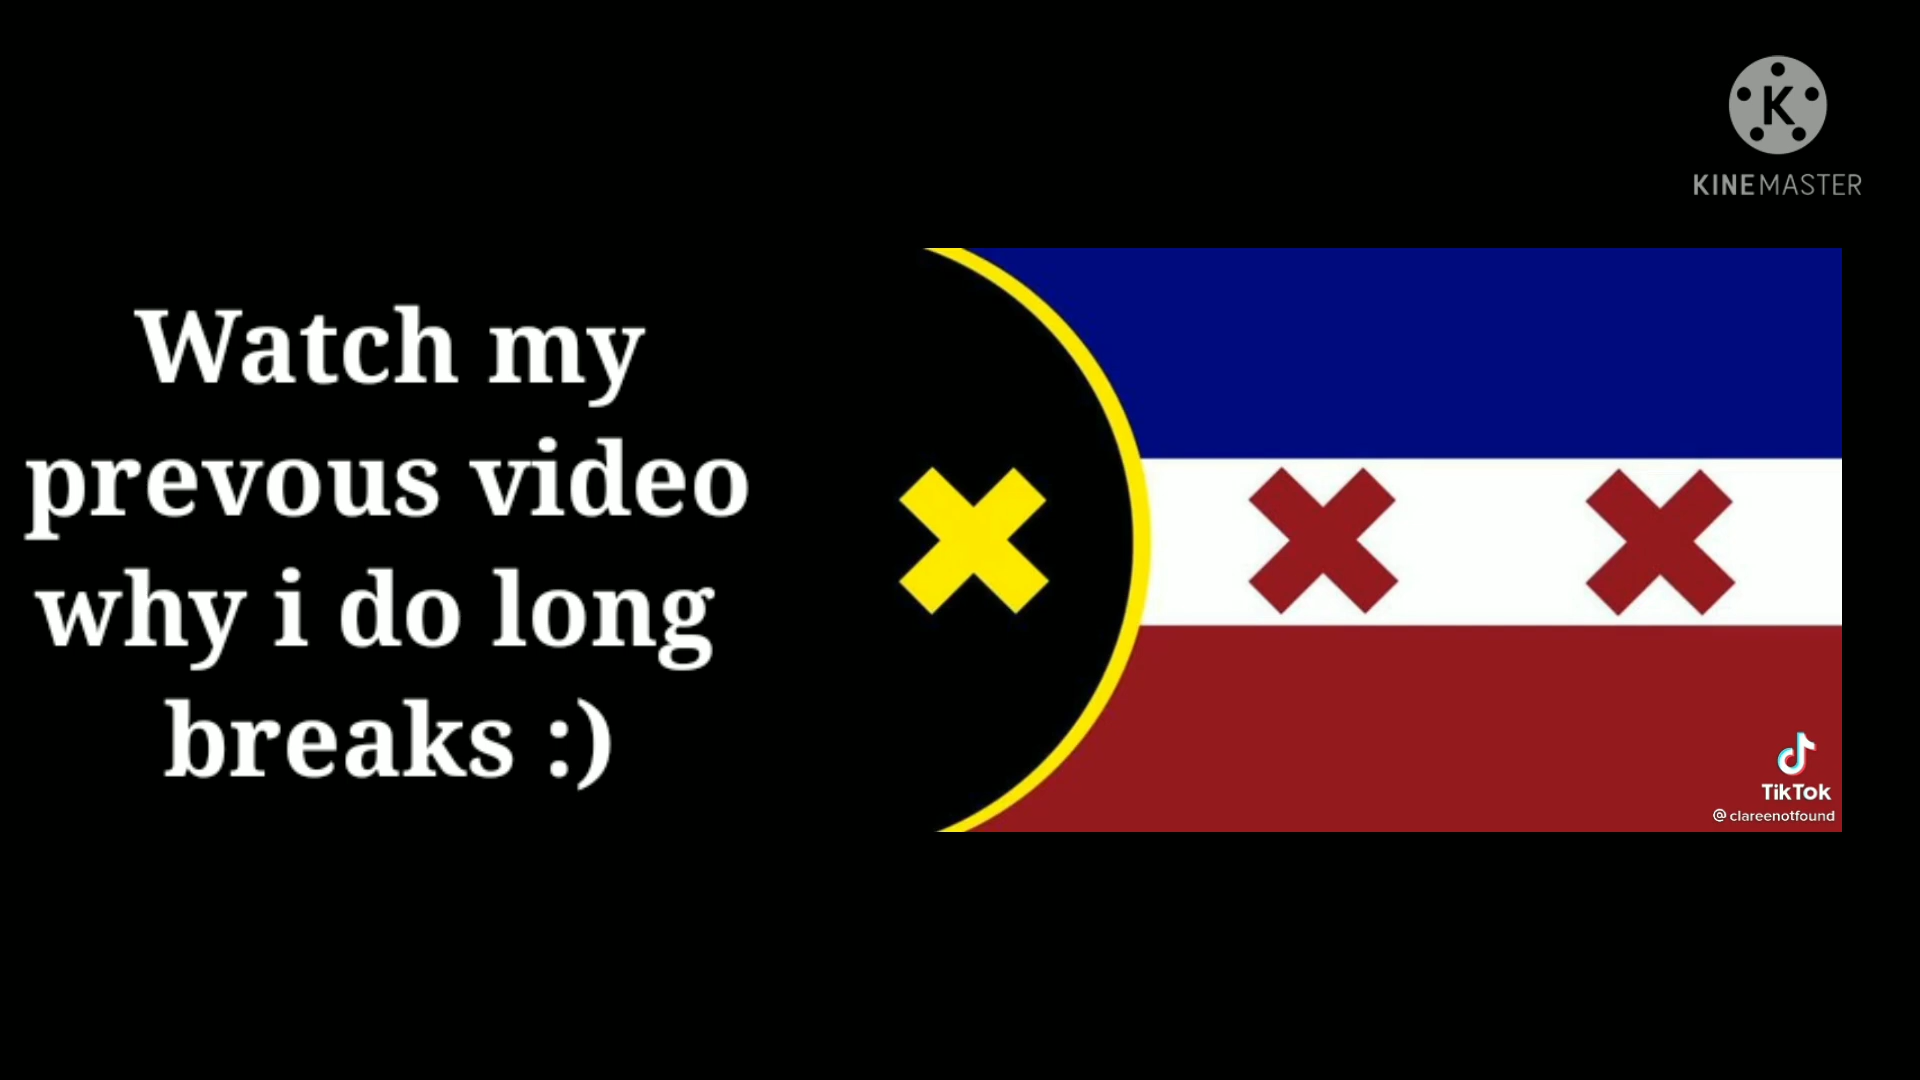 K
KINEMASTER
Watch my
prevous video
why i do long
breaks :)
TikTok
@clareenotfound